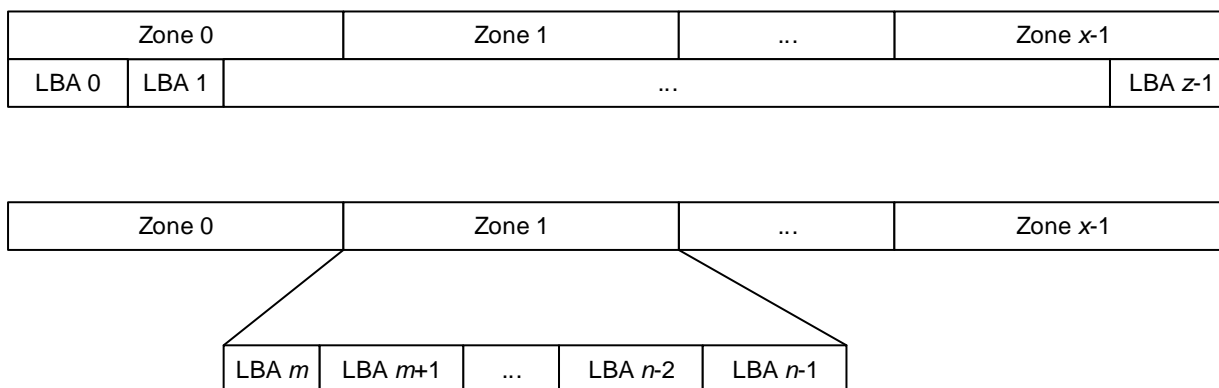 Zone 0 Zone 1 ... Zone x-1
LBA 0 LBA 1 ... LBA z-1
Zone 0 Zone 1 ... Zone x-1
LBA m LBA m+1 ... LBA n-2 LBA n-1